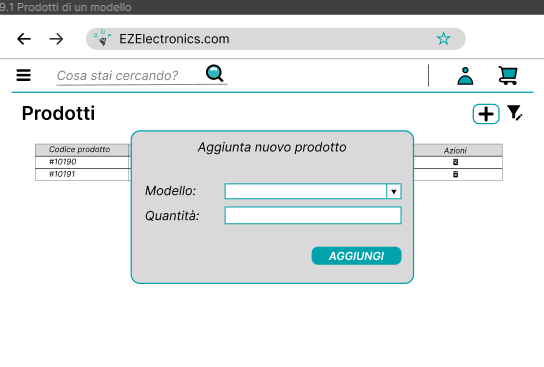 9.1 Prodotti di un modello
EZElectronics.com
Cosa stai cercando?
Prodotti
Codice prodotto
Azioni
#10190
#10191
Aggiunta nuovo prodotto
Modello:
Quantità:
AGGIUNGI